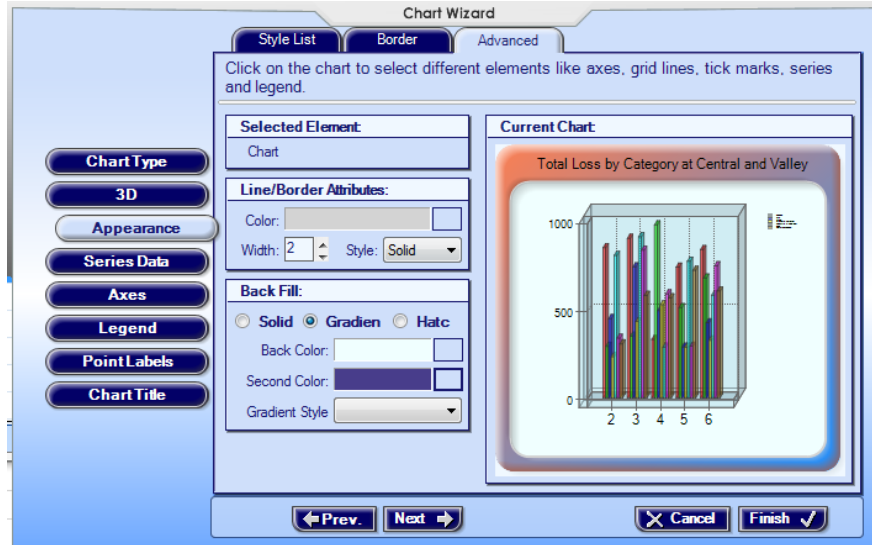 Chart Wizard
Style List
Border
Advanced
Click on the chart to select different elements like axes, grid lines, tick marks, series
and legend.
Chart Type
3D
Appearance
Series Data
Axes
Legend
Point Labels
Chart Title
Selected Element:
Chart
Line/Border Attributes:
Color:
Width: 2 Style: Solid
Back Fill:
Solid Gradien Hatc
Back Color:
Second Color:
Gradient Style
Current Chart:
Total Loss by Category at Central and Valley
1000
500
0
2 3 4 5 6
Prev. Next Cancel Finish